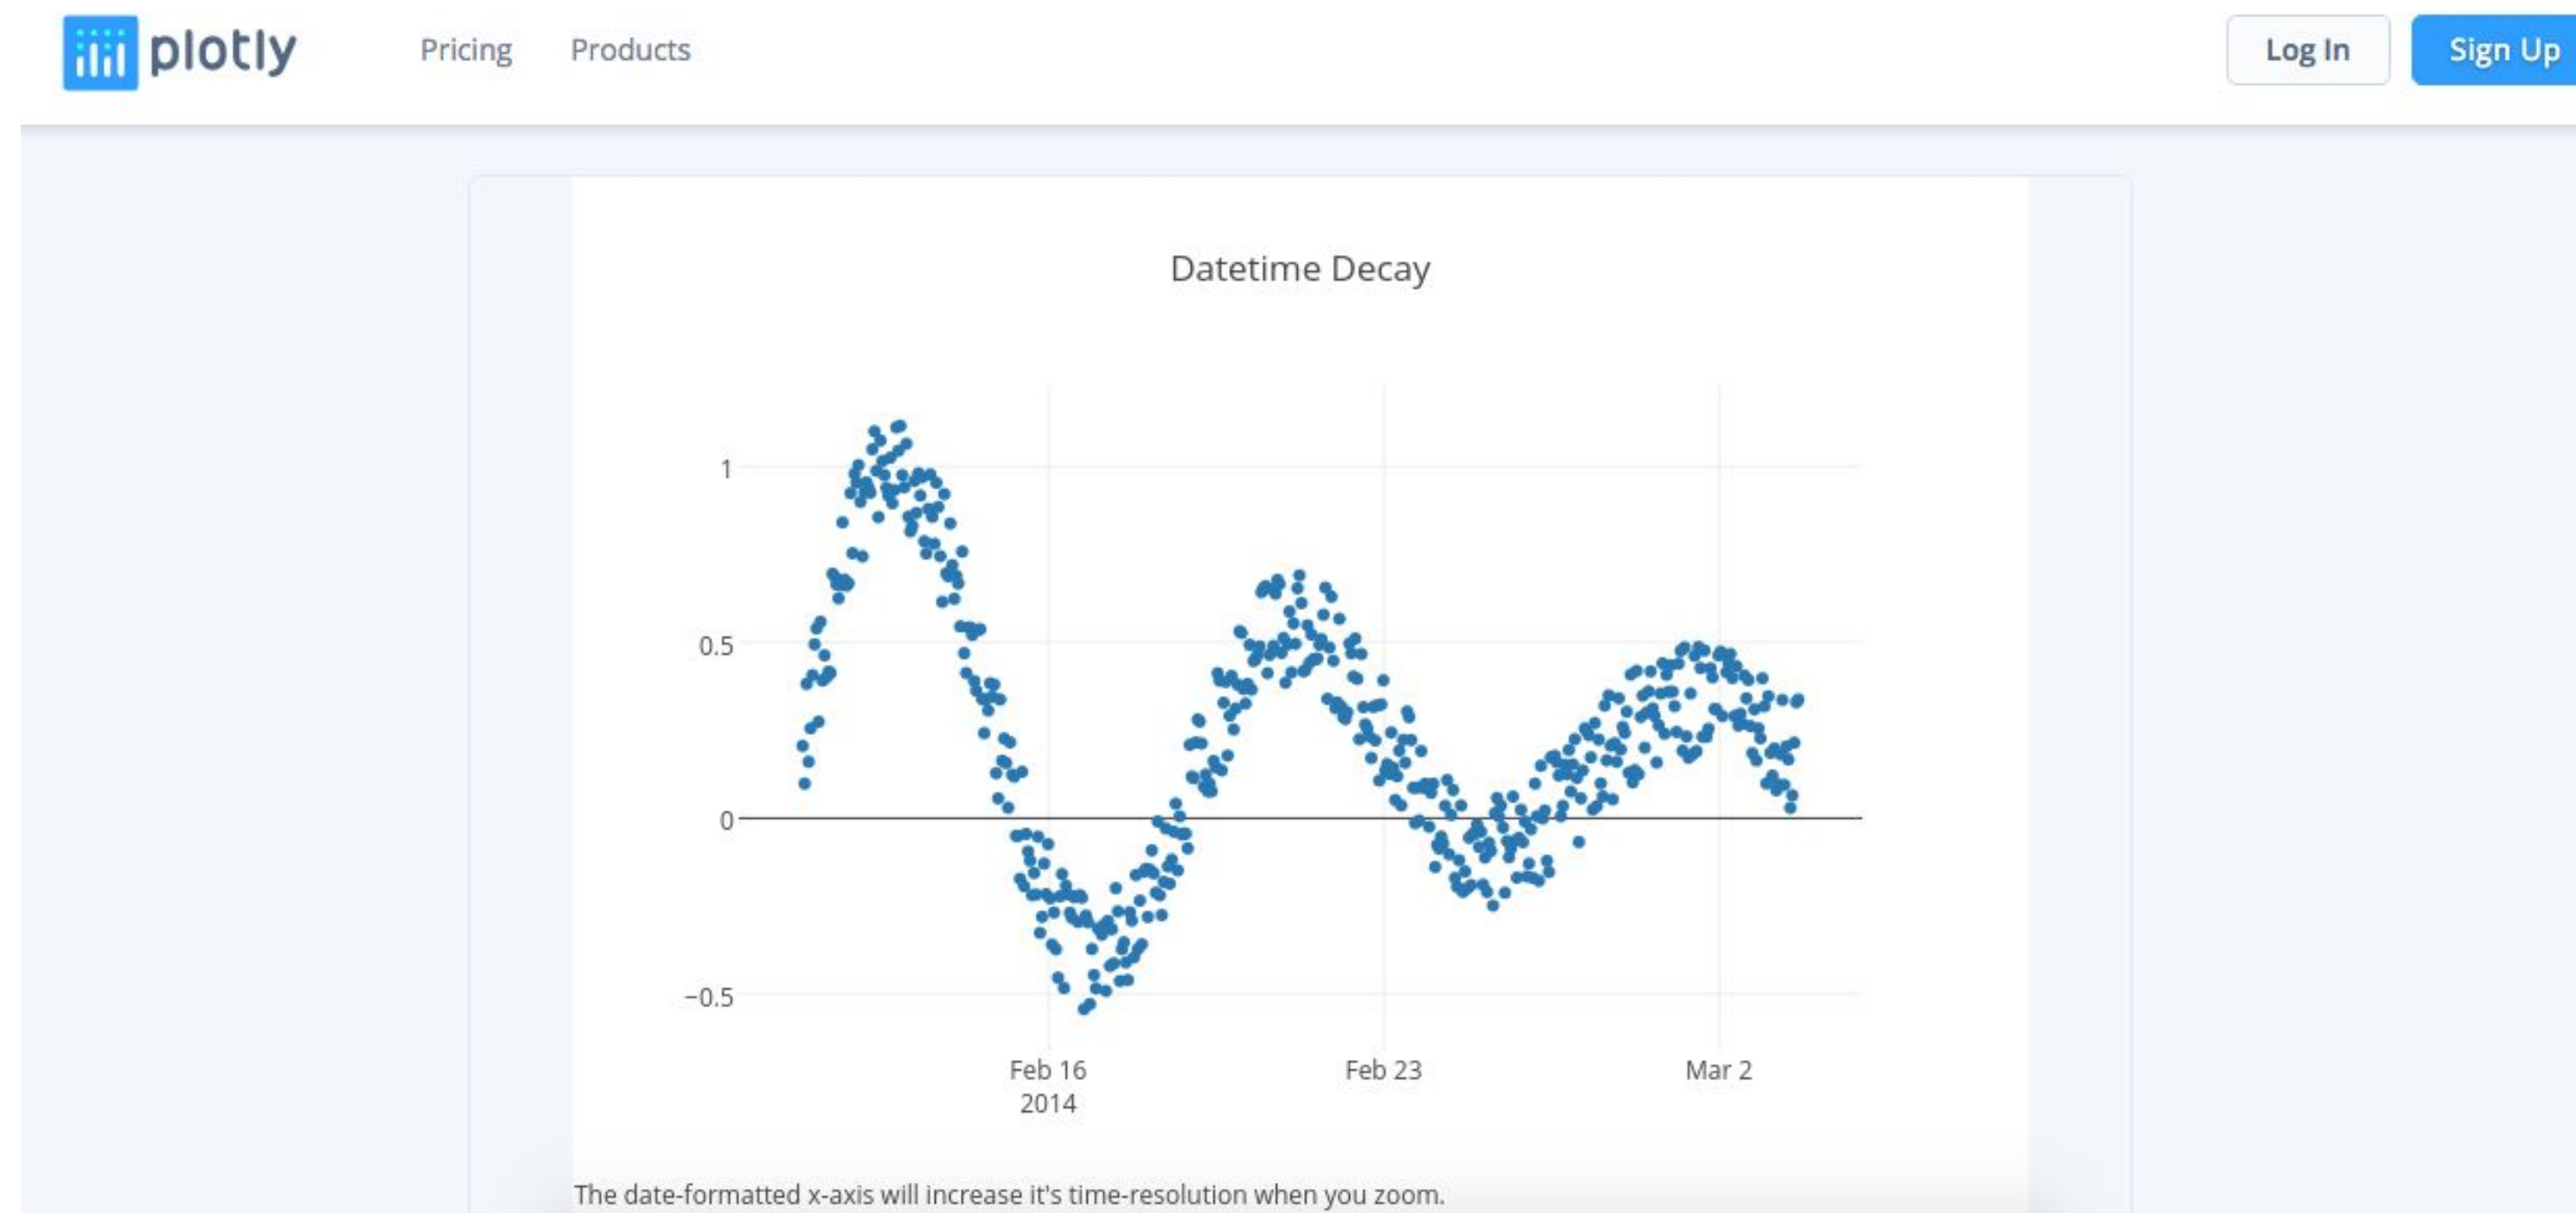 plotly Pricing Products Log In Sign Up
Datetime Decay
1
0.5
0
−0.5
Feb 16 Feb 23 Mar 2
2014
The date-formatted x-axis will increase it's time-resolution when you zoom.